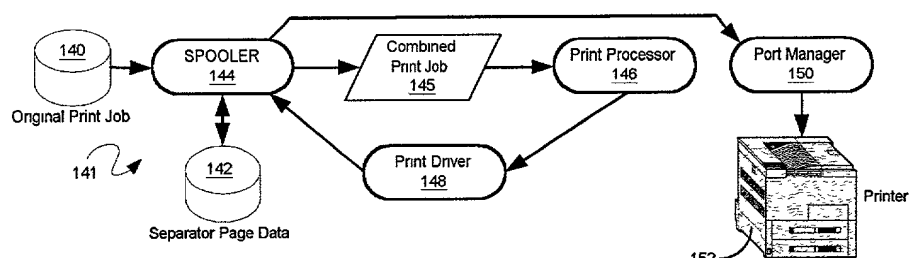 140
Original Print Job
SPOOLER
144
Combined
Print Job
145
Print Processor
146
Port Manager
150
141
142
Separator Page Data
Print Driver
148
Printer
152